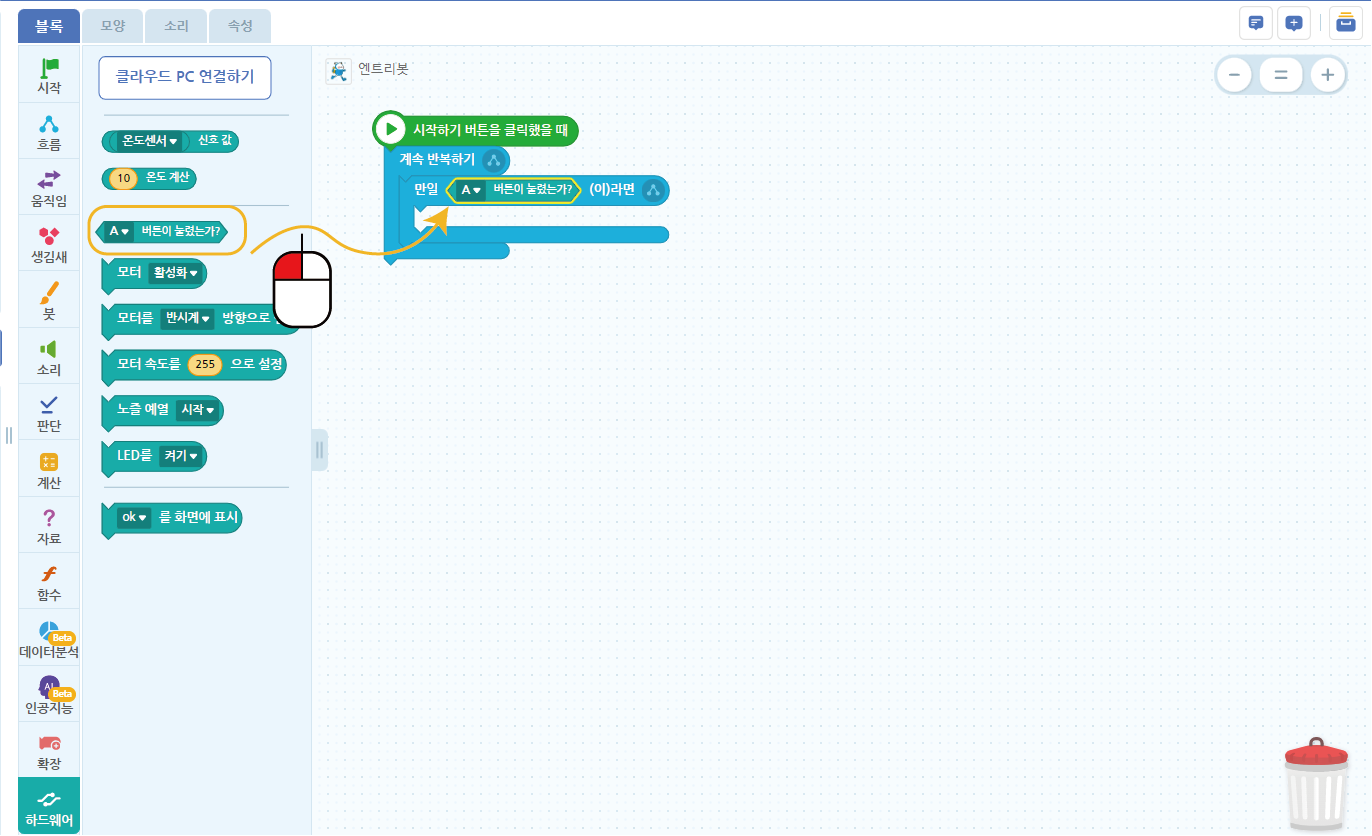 블록
모양
소리
속성
시작
흐름
움직임
생김새
붓
소리
판단
계산
자료
함수
Beta
데이터분석
AI
Beta
인공지능
확장
하드웨어
클라우드 PC 연결하기
온도센서 신호 값
10 온도 계산
A 버튼이 눌렸는가?
모터 활성화
모터를 반시계 방향으로
모터 속도를 255 으로 설정
노즐 예열 시작
LED를 켜기
ok 를 화면에 표시
엔트리봇
시작하기 버튼을 클릭했을 때
계속 반복하기
만일 A 버튼이 눌렸는가? (이)라면